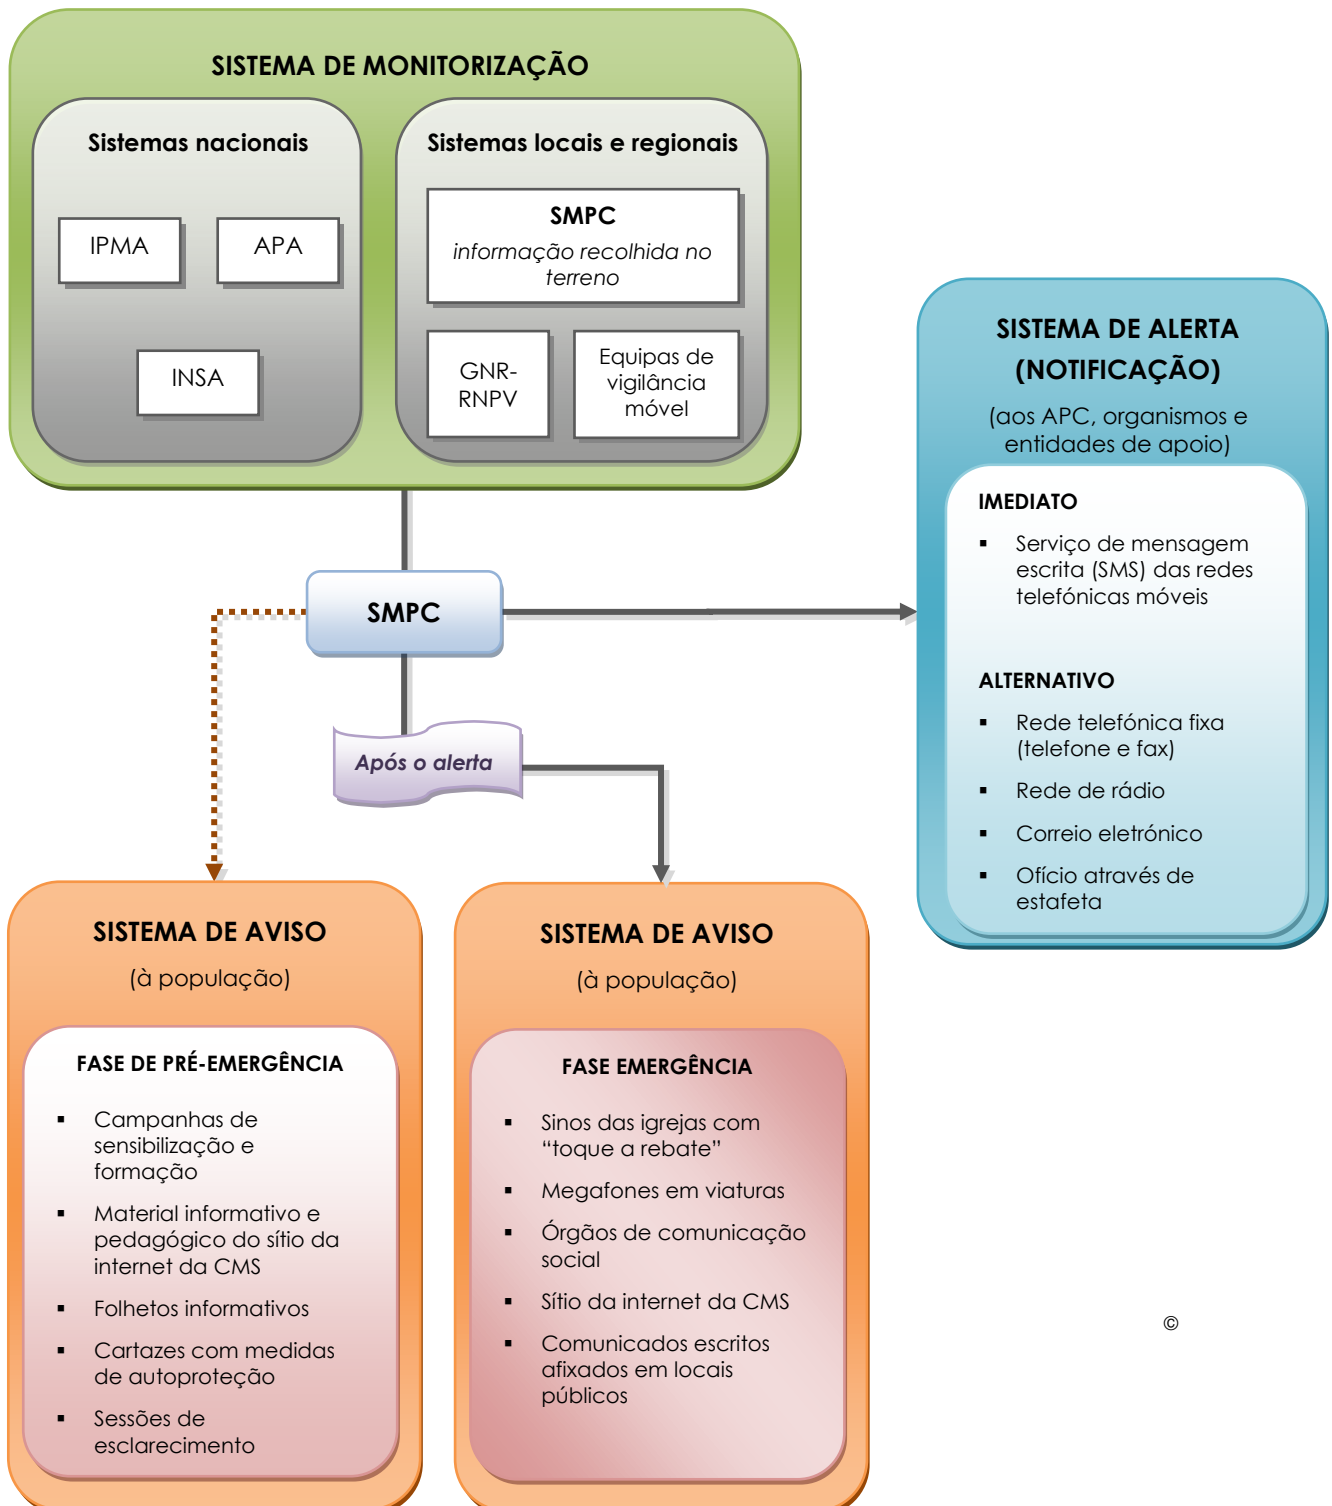 SISTEMA DE MONITORIZAÇÃO
Sistemas nacionais
IPMA
APA
INSA
Sistemas locais e regionais
SMPC
informação recolhida no
terreno
GNR-
RNPV
Equipas de
vigilância
móvel
SISTEMA DE ALERTA
(NOTIFICAÇÃO)
(aos APC, organismos e
entidades de apoio)
IMEDIATO
▪ Serviço de mensagem
escrita (SMS) das redes
telefónicas móveis
ALTERNATIVO
▪ Rede telefónica fixa
(telefone e fax)
▪ Rede de rádio
▪ Correio eletrónico
▪ Ofício através de
estafeta
SMPC
Após o alerta
SISTEMA DE AVISO
(à população)
FASE DE PRÉ-EMERGÊNCIA
▪ Campanhas de
sensibilização e
formação
▪ Material informativo e
pedagógico do sítio da
internet da CMS
▪ Folhetos informativos
▪ Cartazes com medidas
de autoproteção
▪ Sessões de
esclarecimento
SISTEMA DE AVISO
(à população)
FASE EMERGÊNCIA
▪ Sinos das igrejas com
“toque a rebate”
▪ Megafones em viaturas
▪ Órgãos de comunicação
social
▪ Sítio da internet da CMS
▪ Comunicados escritos
afixados em locais
públicos
©